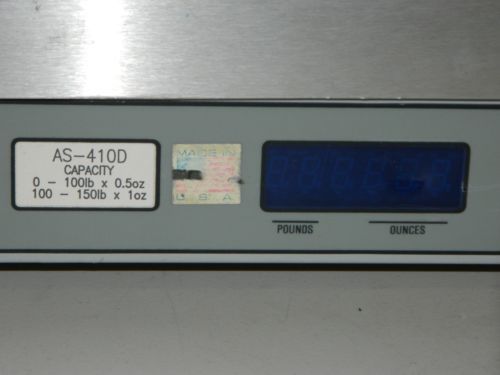 AS-410D
CAPACITY
0 - 100lb x 0.5oz
100 - 150lb x 1oz
MADE IN
U.S.A.
POUNDS
OUNCES